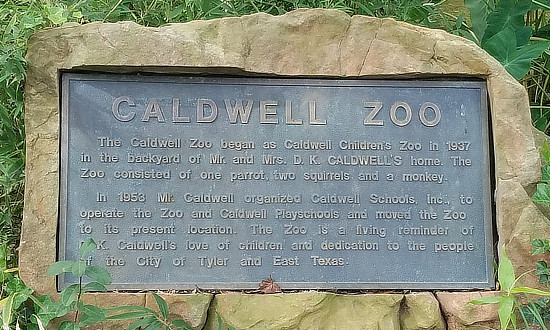 CALDWELL ZOO
The Caldwell Zoo began as Caldwell Children's Zoo in 1937
in the backyard of Mr. and Mrs. D. K. CALDWELL'S home. The
Zoo consisted of one parrot, two squirrels and a monkey.
In 1953 Mr. Caldwell organized Caldwell Schools, Inc., to
operate the Zoo and Caldwell Playschools and moved the Zoo
to its present location. The Zoo is a living reminder of
D.K. Caldwell's love of children and dedication to the people
of the City of Tyler and East Texas.